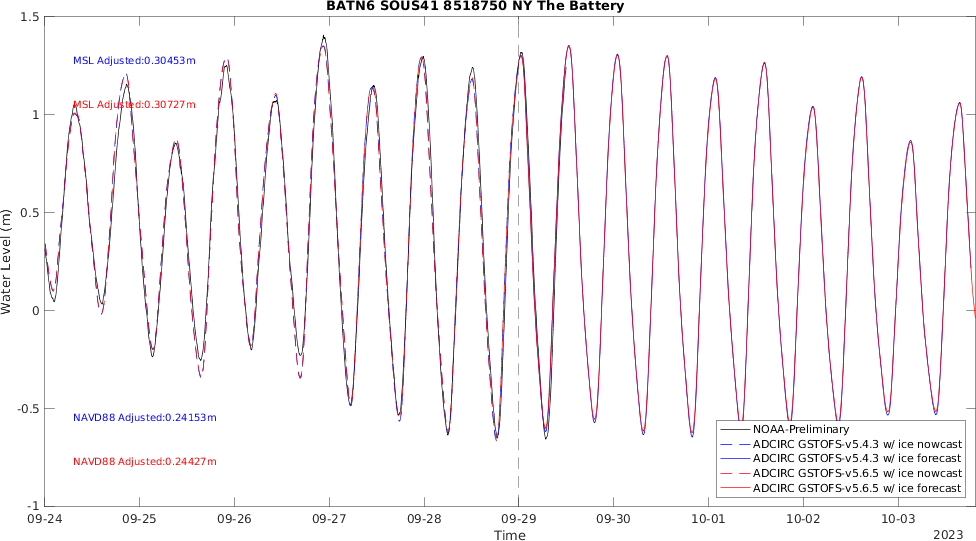 BATN6 SOUS41 8518750 NY The Battery
1.5
MSL Adjusted:0.30453m
MSL Adjusted:0.30727m
1
0.5
Water Level (m)
0
-0.5
NAVD88 Adjusted:0.24153m
NAVD88 Adjusted:0.24427m
NOAA-Preliminary
ADCIRC GSTOFS-v5.4.3 w/ ice nowcast
ADCIRC GSTOFS-v5.4.3 w/ ice forecast
ADCIRC GSTOFS-v5.6.5 w/ ice nowcast
ADCIRC GSTOFS-v5.6.5 w/ ice forecast
-1
09-24 09-25 09-26 09-27 09-28 09-29 09-30 10-01 10-02 10-03
Time
2023